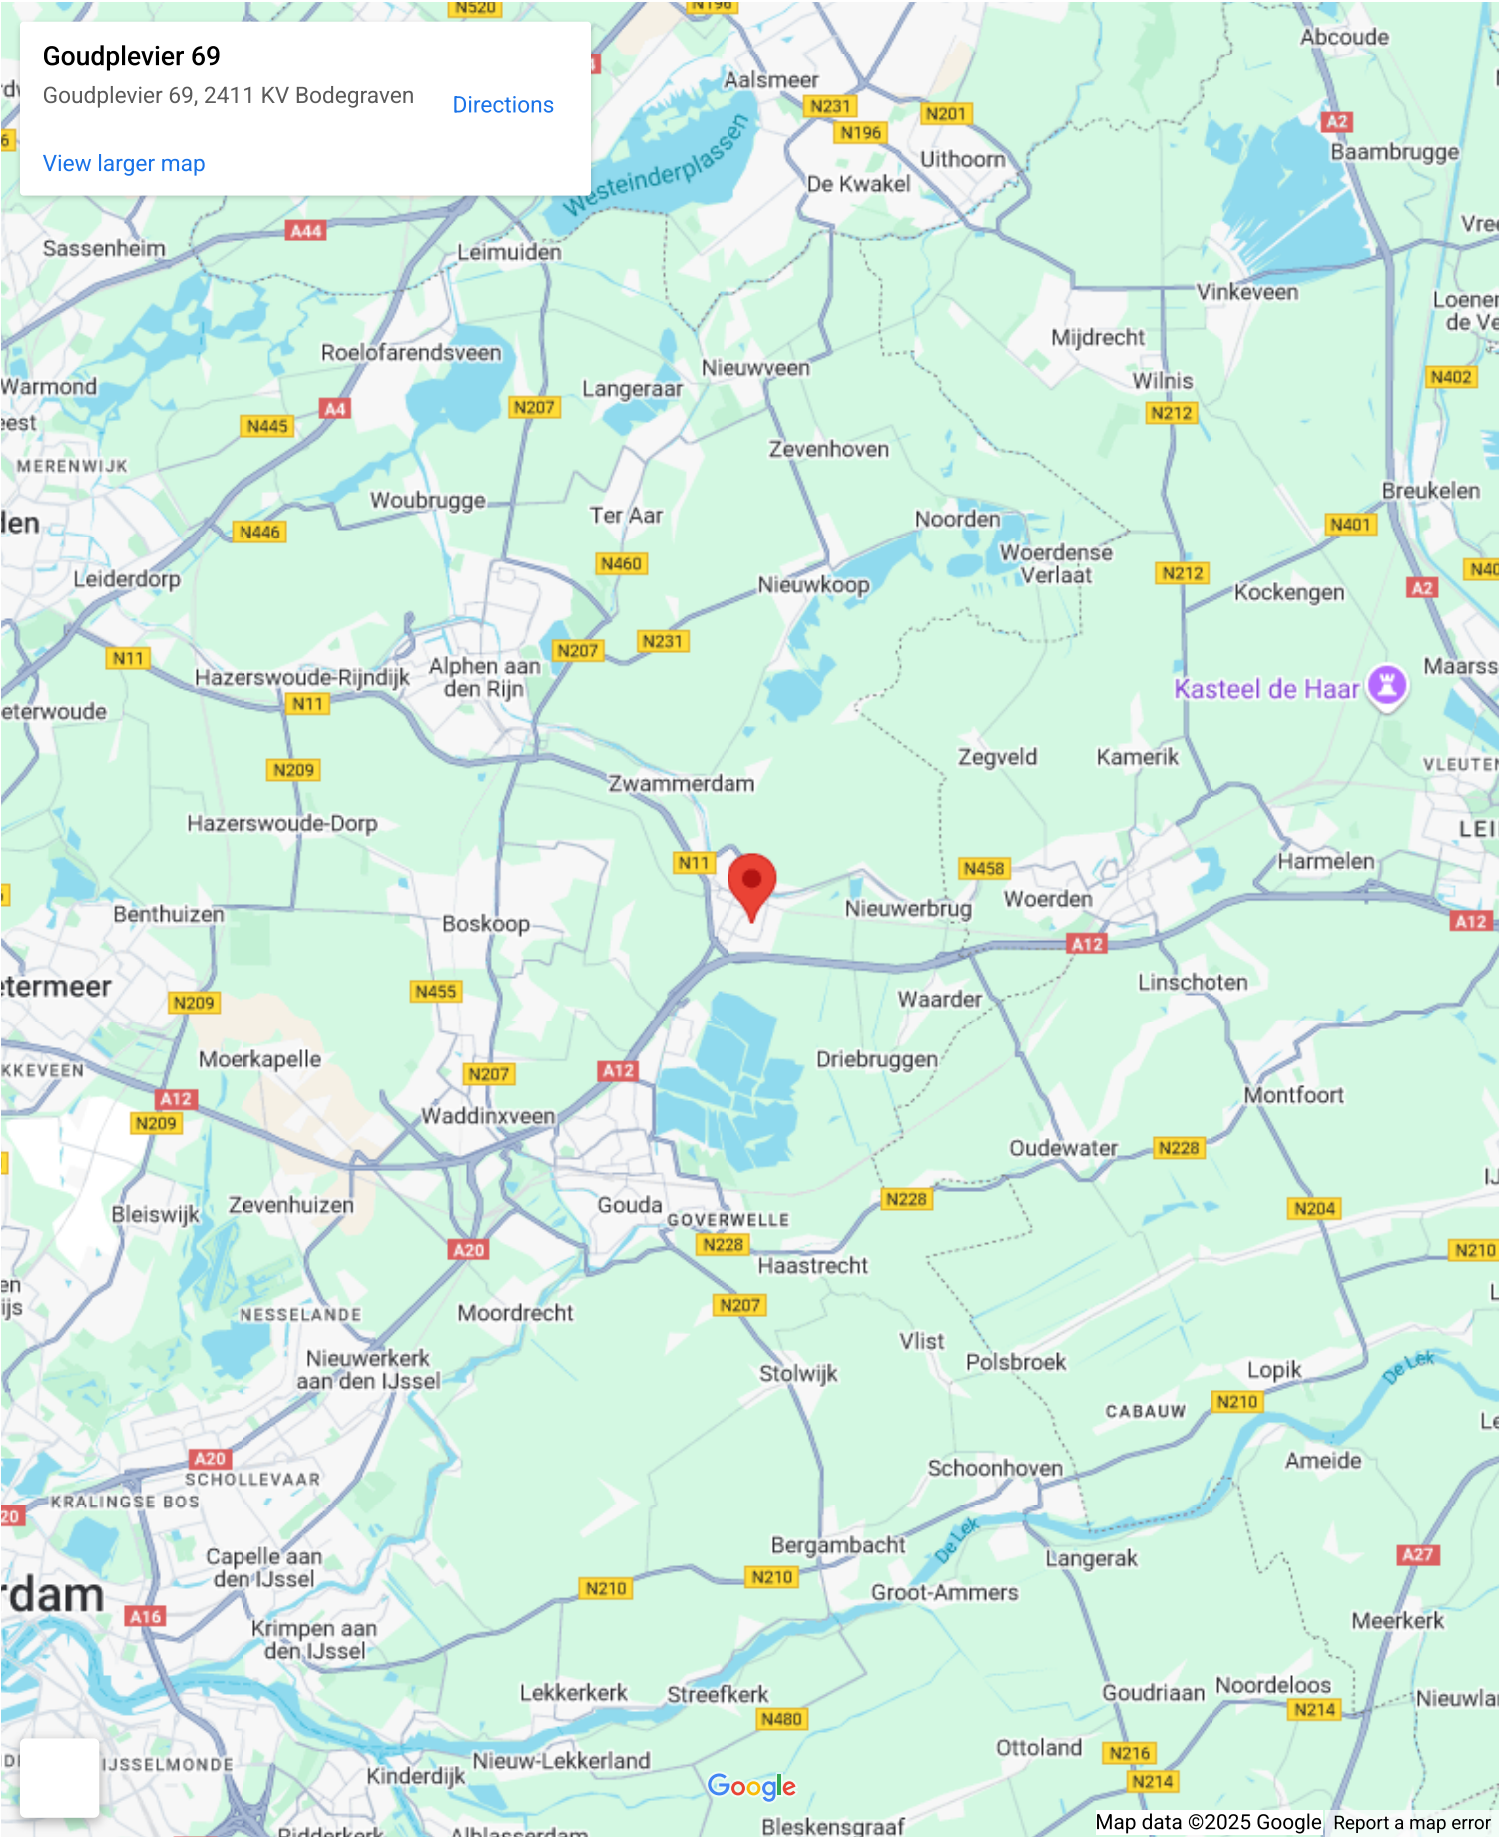 Goudplevier 69
Goudplevier 69, 2411 KV Bodegraven
Directions
View larger map
N520
N196
Abcoude
Aalsmeer
N231
N201
A2
N196
Westeinderplassen
Uithoorn
Baambrugge
De Kwakel
A44
Sassenheim
Leimuiden
Vinkeveen
Mijdrecht
Roelofarendsveen
Nieuwveen
Langeraar
Wilnis
N402
Warmond
A4
N207
N212
N445
Zevenhoven
MERENWIJK
Breukelen
Woubrugge
Ter Aar
Noorden
N401
N446
Woerdense
Verlaat
N460
N212
Leiderdorp
Nieuwkoop
Kockengen
A2
N11
N207
N231
Hazerswoude-Rijndijk
Alphen aan
den Rijn
Kasteel de Haar
N11
Zegveld
Kamerik
N209
Zwammerdam
Hazerswoude-Dorp
N11
N458
Harmelen
Woerden
Nieuwerbrug
Benthuizen
Boskoop
A12
A12
Linschoten
N455
N209
Waarder
Moerkapelle
Driebruggen
A12
N207
A12
Montfoort
Waddinxveen
N209
Oudewater
N228
Bleiswijk
Zevenhuizen
Gouda
N228
N204
GOVERWELLE
N228
A20
N210
Haastrecht
NESSELANDE
Moordrecht
N207
Vlist
Nieuwerkerk
aan den IJssel
Polsbroek
Stolwijk
Lopik
De Lek
CABAUW
N210
A20
SCHOLLEVAAR
Schoonhoven
Ameide
KRALINGSE BOS
20
De Lek
Bergambacht
Langerak
A27
Capelle aan
den IJssel
N210
N210
Groot-Ammers
A16
Krimpen aan
den IJssel
Meerkerk
Lekkerkerk
Streefkerk
Goudriaan
Noordeloos
N214
N480
Ottoland
N216
IJSSELMONDE
Nieuw-Lekkerland
Kinderdijk
Google
N214
Bleskensgraaf
Map data ©2025 Google
Report a map error